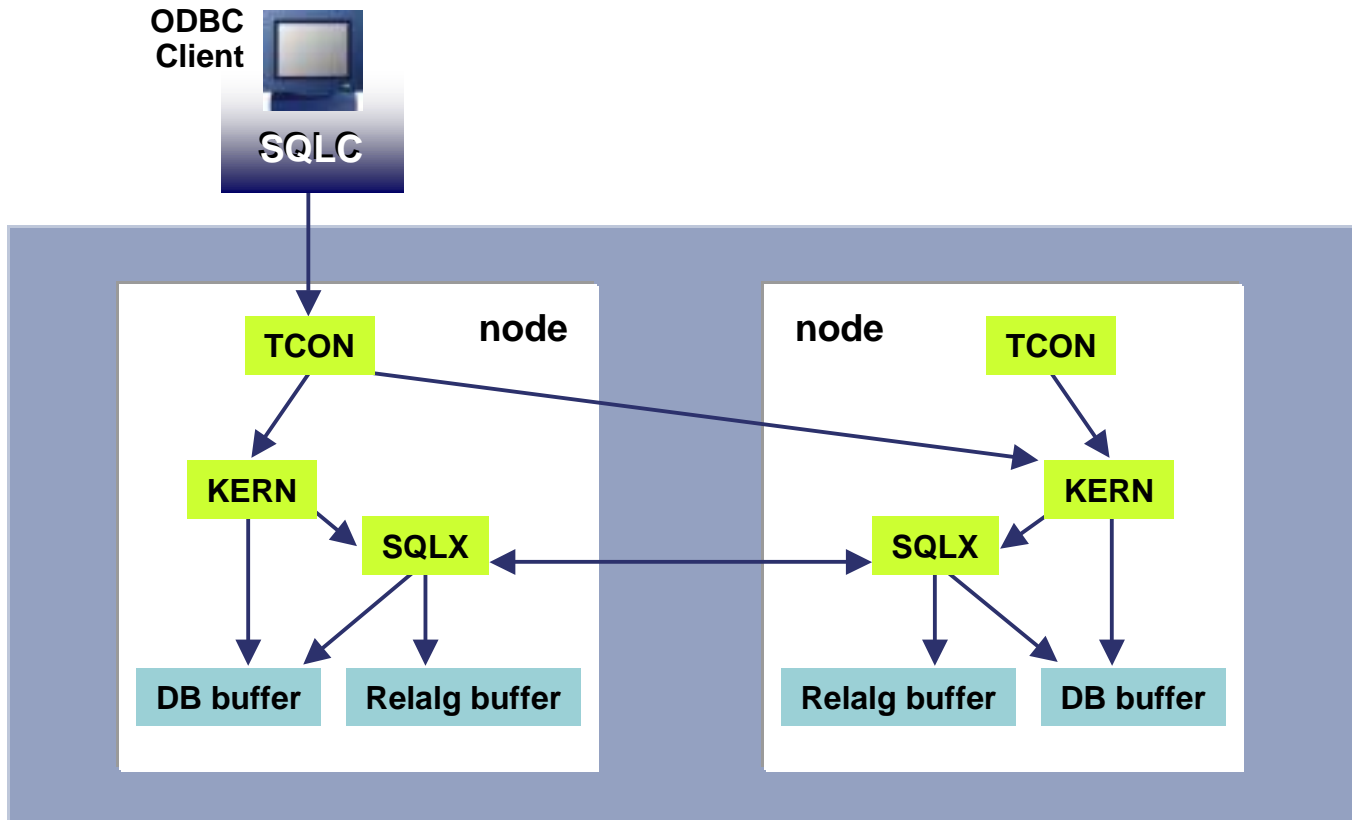 ODBC
Client
SQLC
node
node
TCON
TCON
KERN
KERN
SQLX
SQLX
DB buffer
Relalg buffer
Relalg buffer
DB buffer